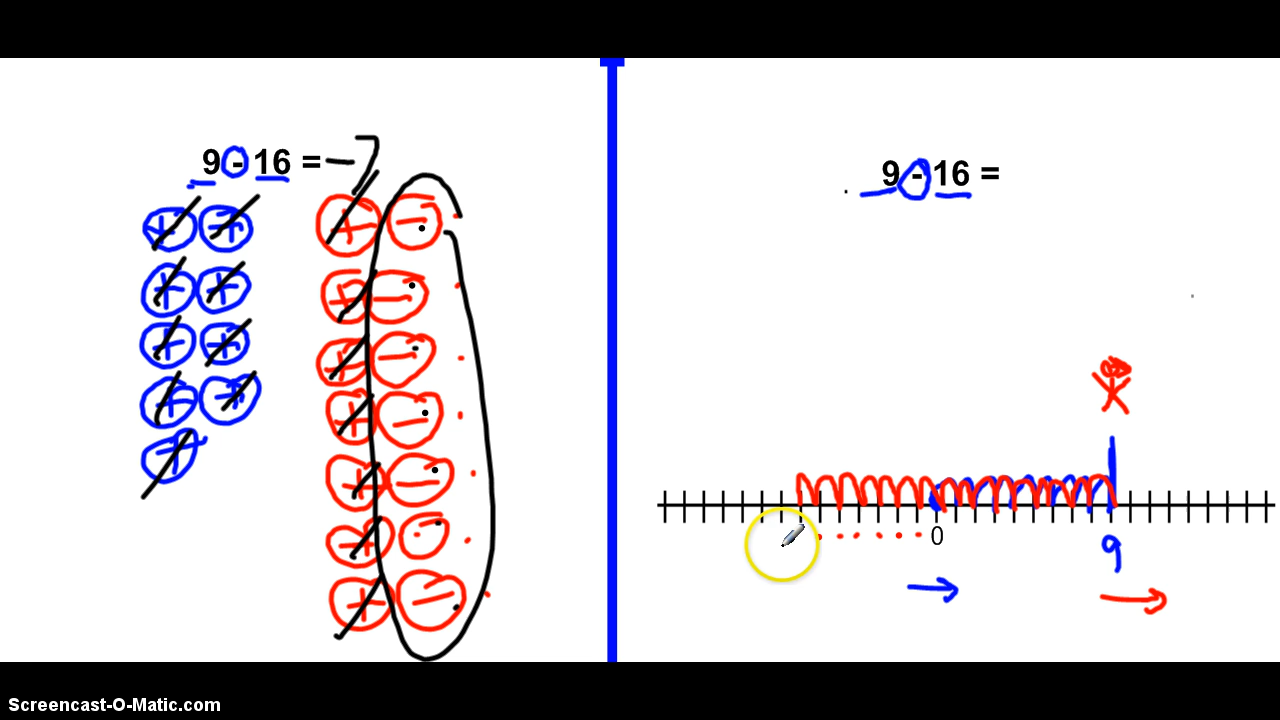 9 - 16 = -7
9 - 16 =
0
9
Screencast-O-Matic.com